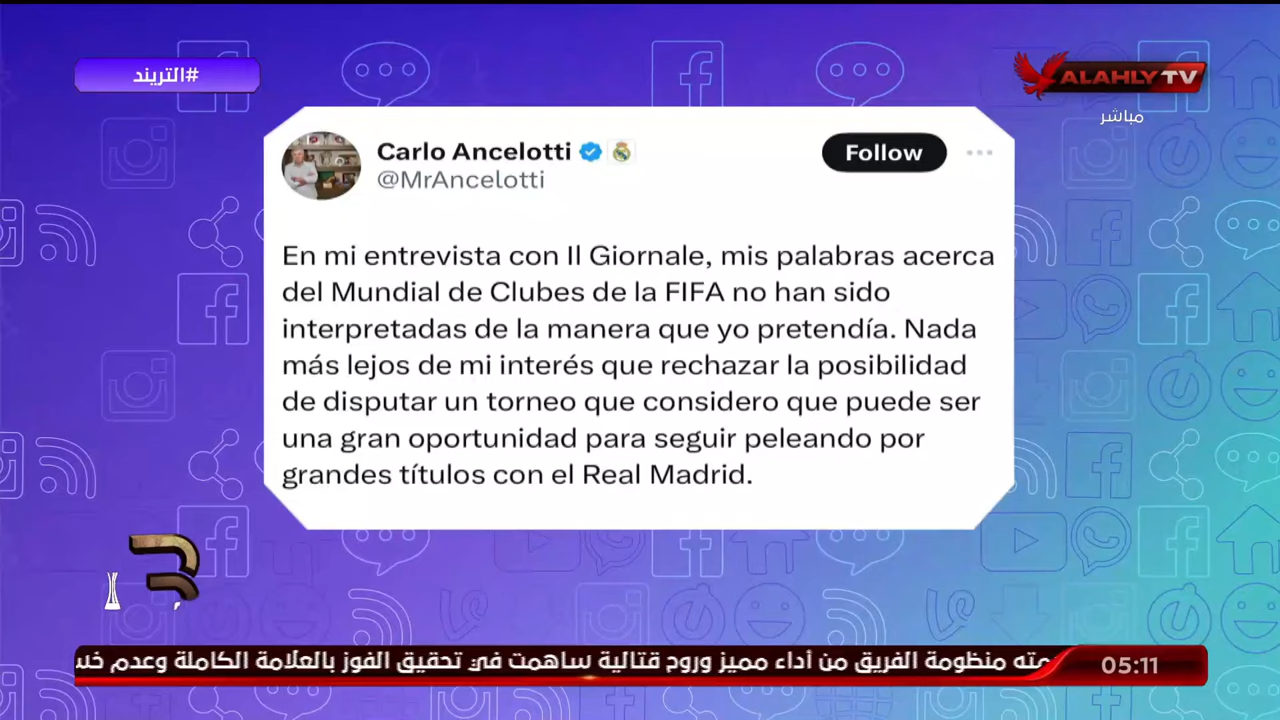 #التريند
ALAHLY TV
مباشر
Carlo Ancelotti
@MrAncelotti
Follow
En mi entrevista con Il Giornale, mis palabras acerca
del Mundial de Clubes de la FIFA no han sido
interpretadas de la manera que yo pretendía. Nada
más lejos de mi interés que rechazar la posibilidad
de disputar un torneo que considero que puede ser
una gran oportunidad para seguir peleando por
grandes títulos con el Real Madrid.
منظومة الفريق من أداء مميز وروح قتالية ساهمت في تحقيق الفوز بالعلامة الكاملة وعدم
05:11